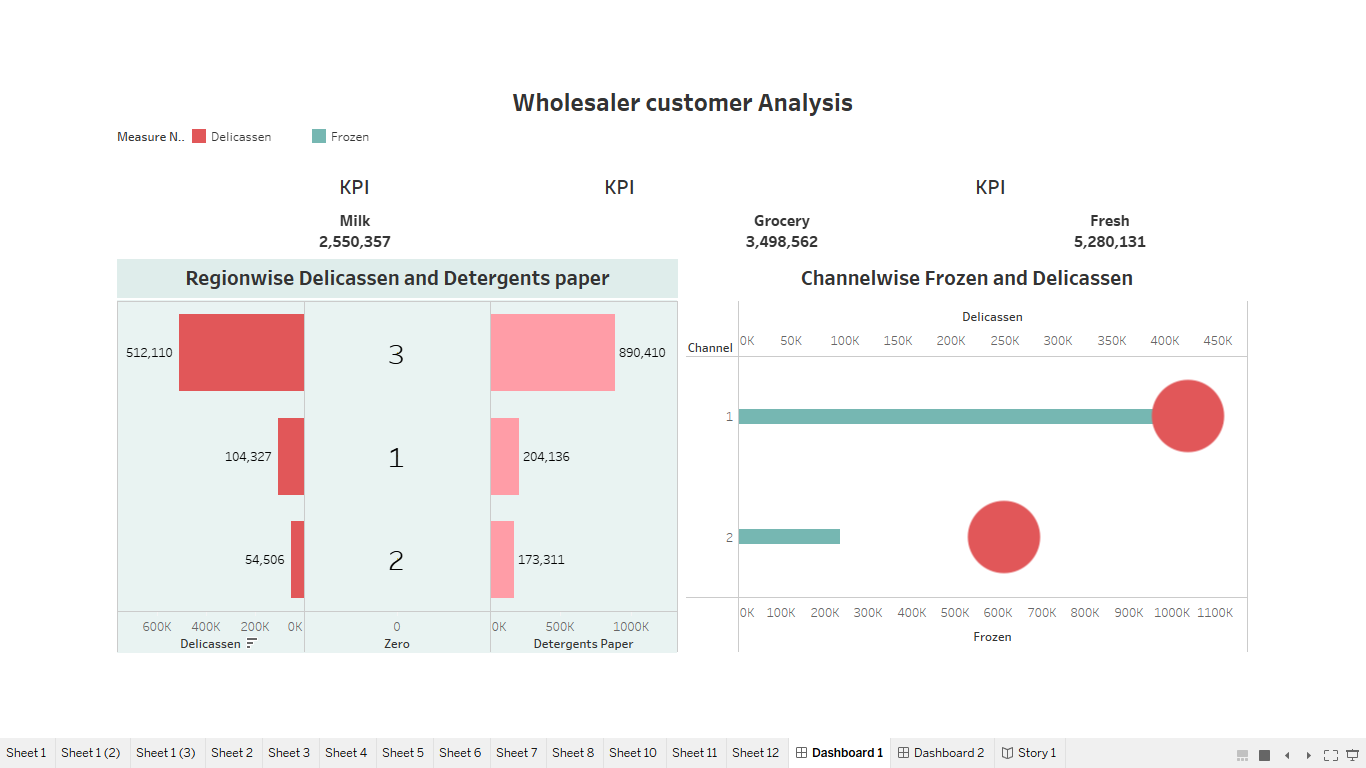 Wholesaler customer Analysis
Measure N.. Delicassen Frozen
KPI KPI KPI
Milk Grocery Fresh
2,550,357 3,498,562 5,280,131
Regionwise Delicassen and Detergents paper
512,110 3 890,410
104,327 1 204,136
54,506 2 173,311
600K 400K 200K 0K 0 0K 500K 1000K
Delicassen Zero Detergents Paper
Channelwise Frozen and Delicassen
Delicassen
Channel 0K 50K 100K 150K 200K 250K 300K 350K 400K 450K
1
2
0K 100K 200K 300K 400K 500K 600K 700K 800K 900K 1000K 1100K
Frozen
Sheet 1 Sheet 1 (2) Sheet 1 (3) Sheet 2 Sheet 3 Sheet 4 Sheet 5 Sheet 6 Sheet 7 Sheet 8 Sheet 10 Sheet 11 Sheet 12 Dashboard 1 Dashboard 2 Story 1